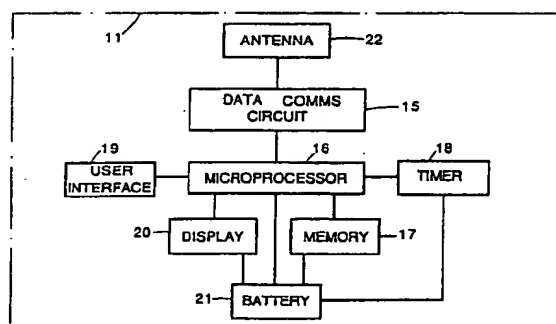 11
ANTENNA
22
DATA COMMS
CIRCUIT
15
19
USER
INTERFACE
16
MICROPROCESSOR
18
TIMER
20
DISPLAY
MEMORY
17
21
BATTERY